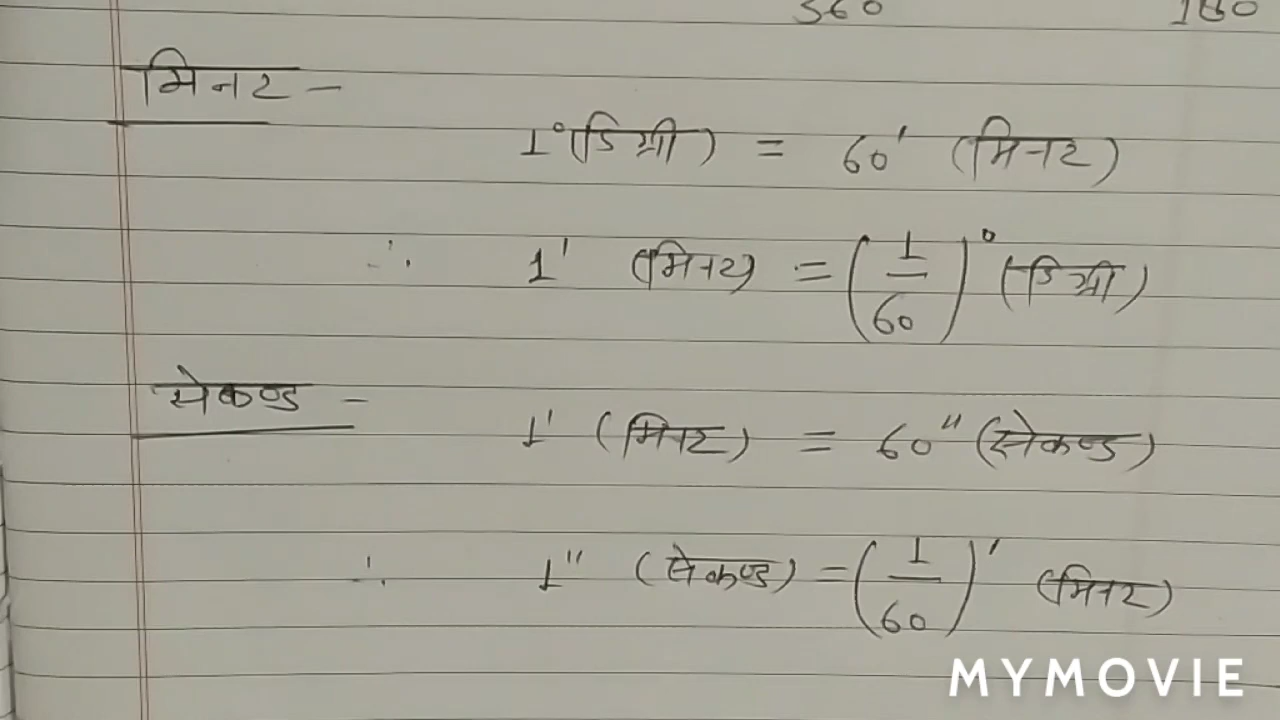 360 180
मिनट —
1° (डिग्री) = 60′ (मिनट)
∴ 1′ (मिनट) = (1/60)° (डिग्री)
सेकण्ड — 1′ (मिनट) = 60″ (सेकण्ड)
∴ 1″ (सेकण्ड) = (1/60)′ (मिनट)
MYMOVIE